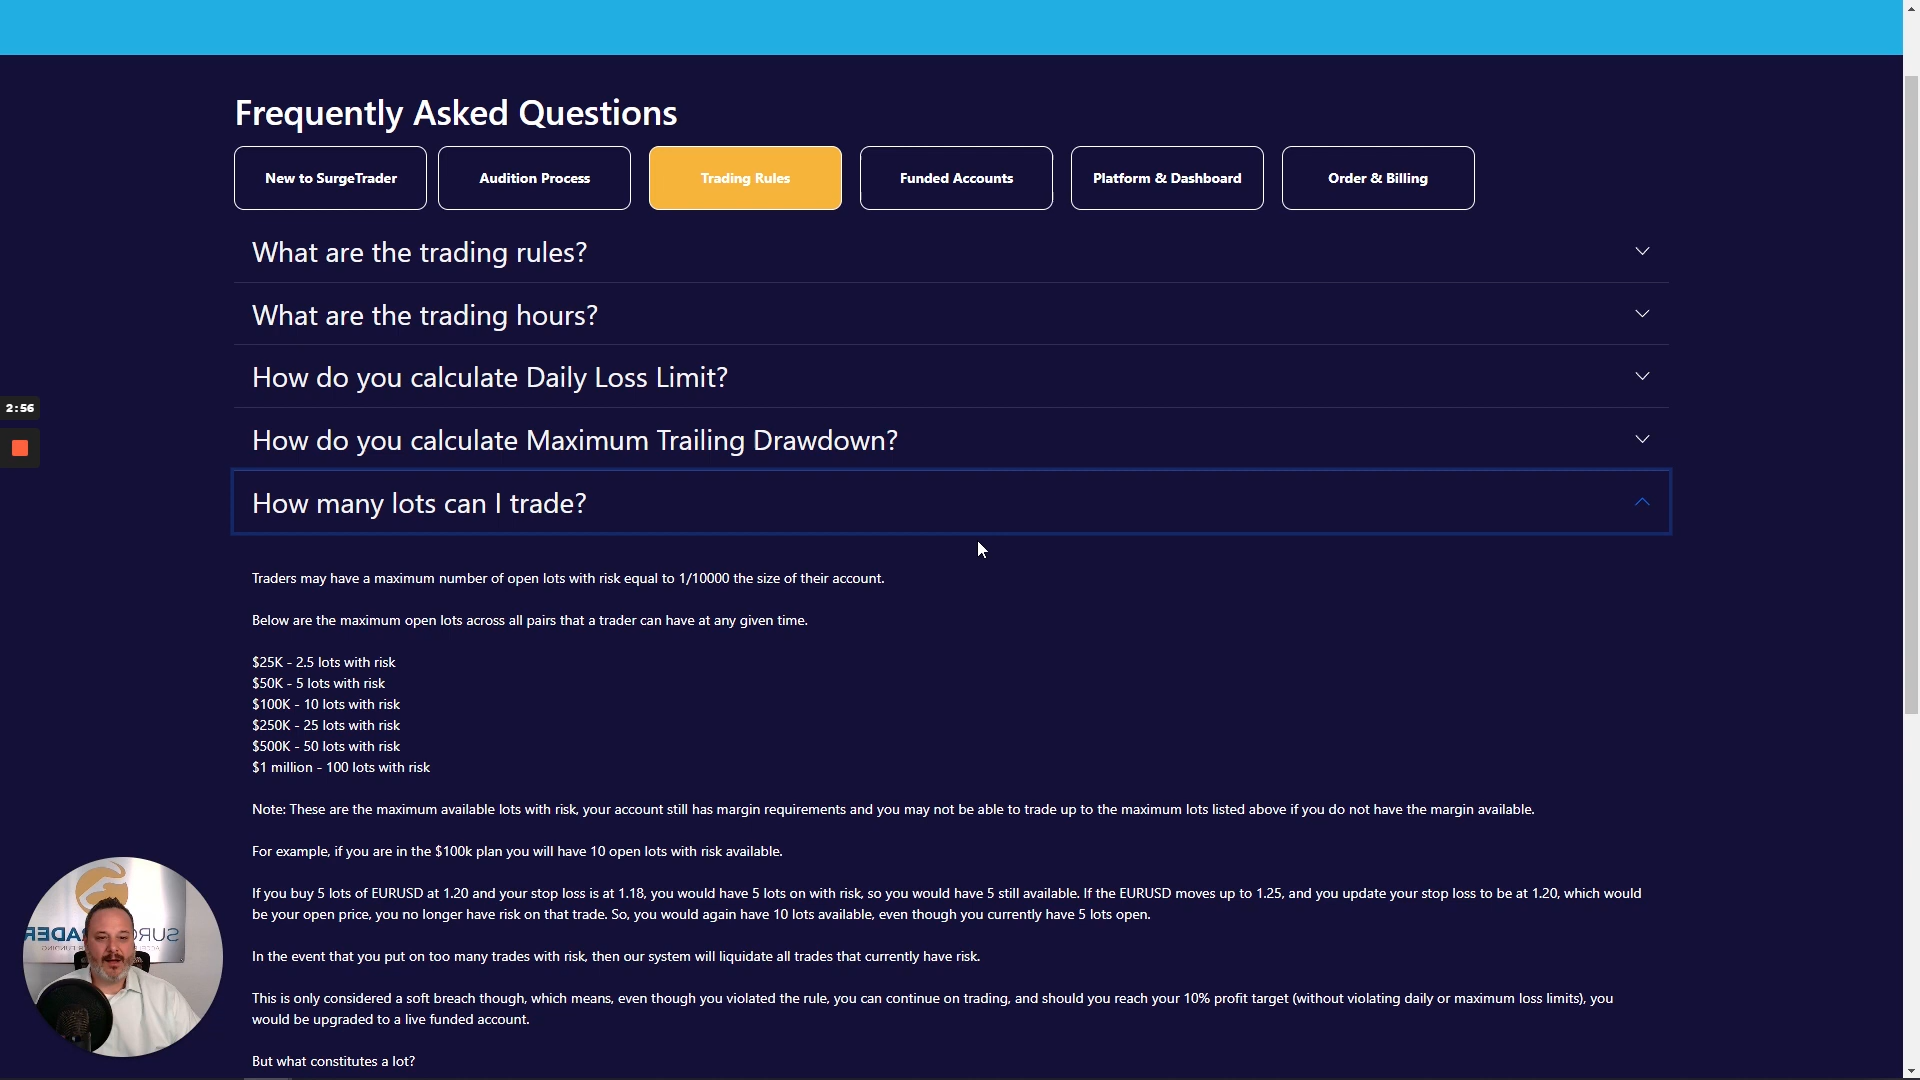 Frequently Asked Questions
New to SurgeTrader
Audition Process
Trading Rules
Funded Accounts
Platform & Dashboard
Order & Billing
What are the trading rules?
What are the trading hours?
How do you calculate Daily Loss Limit?
2:56
How do you calculate Maximum Trailing Drawdown?
How many lots can I trade?
Traders may have a maximum number of open lots with risk equal to 1/10000 the size of their account.
Below are the maximum open lots across all pairs that a trader can have at any given time.
$25K - 2.5 lots with risk
$50K - 5 lots with risk
$100K - 10 lots with risk
$250K - 25 lots with risk
$500K - 50 lots with risk
$1 million - 100 lots with risk
Note: These are the maximum available lots with risk, your account still has margin requirements and you may not be able to trade up to the maximum lots listed above if you do not have the margin available.
For example, if you are in the $100k plan you will have 10 open lots with risk available.
If you buy 5 lots of EURUSD at 1.20 and your stop loss is at 1.18, you would have 5 lots on with risk, so you would have 5 still available. If the EURUSD moves up to 1.25, and you update your stop loss to be at 1.20, which would
be your open price, you no longer have risk on that trade. So, you would again have 10 lots available, even though you currently have 5 lots open.
In the event that you put on too many trades with risk, then our system will liquidate all trades that currently have risk.
This is only considered a soft breach though, which means, even though you violated the rule, you can continue on trading, and should you reach your 10% profit target (without violating daily or maximum loss limits), you
would be upgraded to a live funded account.
But what constitutes a lot?